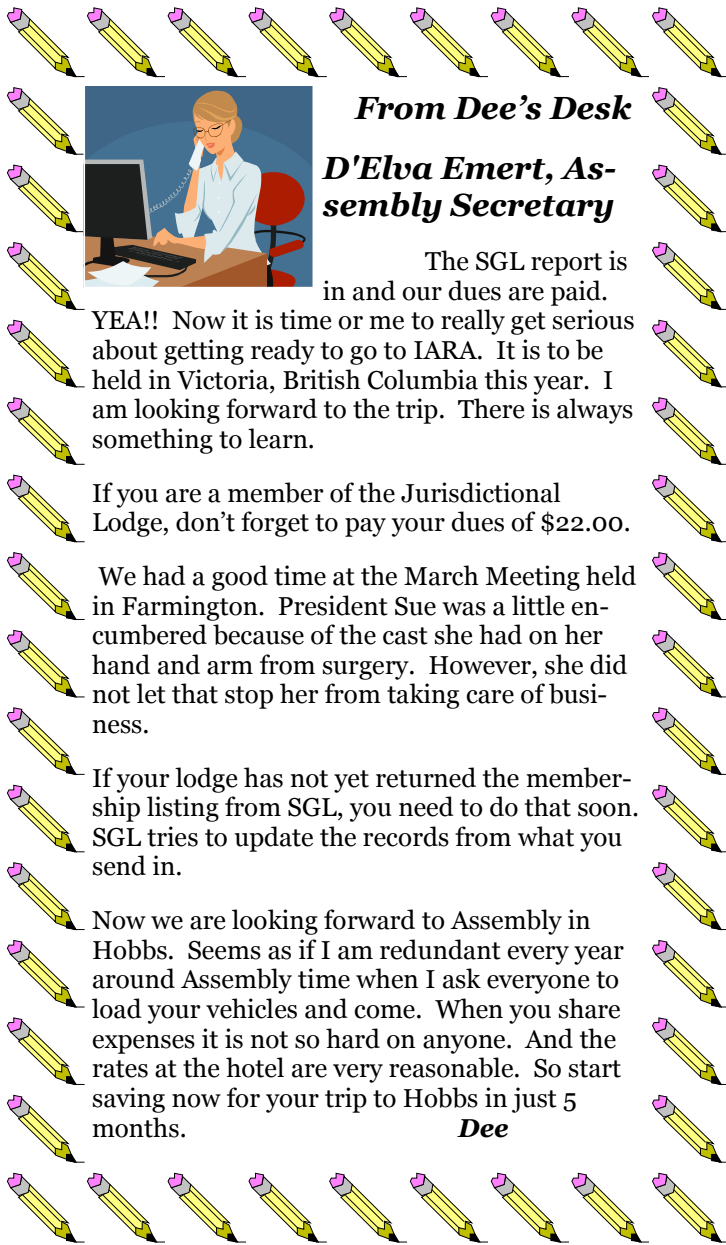 From Dee's Desk
D'Elva Emert, As-
sembly Secretary
The SGL report is
in and our dues are paid.
YEA!!  Now it is time or me to really get serious
about getting ready to go to IARA.  It is to be
held in Victoria, British Columbia this year.  I
am looking forward to the trip.  There is always
something to learn.
If you are a member of the Jurisdictional
Lodge, don't forget to pay your dues of $22.00.
We had a good time at the March Meeting held
in Farmington.  President Sue was a little en-
cumbered because of the cast she had on her
hand and arm from surgery.  However, she did
not let that stop her from taking care of busi-
ness.
If your lodge has not yet returned the member-
ship listing from SGL, you need to do that soon.
SGL tries to update the records from what you
send in.
Now we are looking forward to Assembly in
Hobbs.  Seems as if I am redundant every year
around Assembly time when I ask everyone to
load your vehicles and come.  When you share
expenses it is not so hard on anyone.  And the
rates at the hotel are very reasonable.  So start
saving now for your trip to Hobbs in just 5
months. Dee